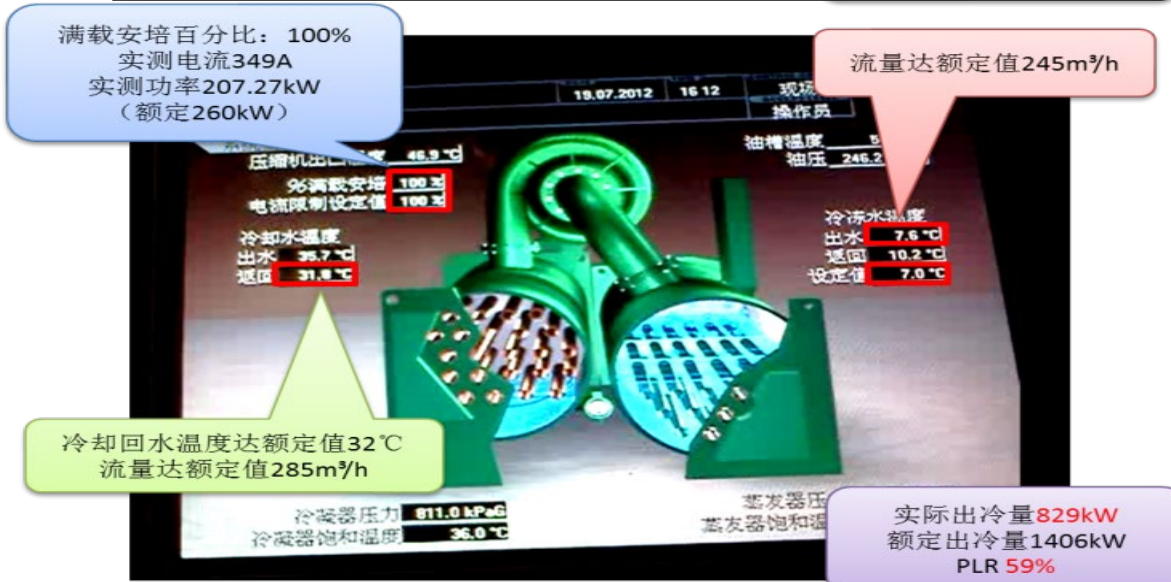 满载安培百分比：100%
实测电流349A
实测功率207.27kW
（额定260kW）
流量达额定值245m³/h
19.07.2012 16 12 现场
操作员
压缩机出口温度 46.9 °C
%满载安培 100 %
电流限制设定值 100 %
油槽温度 5
油压 246.2
冷却水温度
出水 35.7 °C
返回 31.8 °C
冷冻水温度
出水 7.6 °C
返回 10.2 °C
设定值 7.0 °C
冷却回水温度达额定值32℃
流量达额定值285m³/h
冷凝器压力 811.0 kPaG
冷凝器饱和温度 36.0 °C
蒸发器压
蒸发器饱和温
实际出冷量829kW
额定出冷量1406kW
PLR 59%